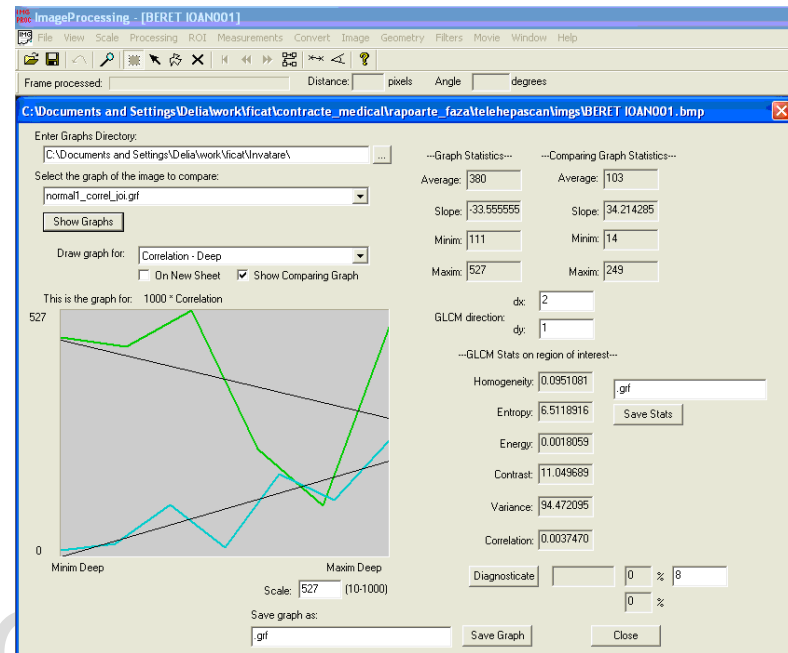 ImageProcessing - [BERET IOAN001]
File View Scale Processing ROI Measurements Convert Image Geometry Filters Movie Window Help
Frame processed: Distance: pixels Angle degrees
C:\Documents and Settings\Delia\work\ficat\contracte_medical\rapoarte_faza\telehepascan\imgs\BERET IOAN001.bmp
Enter Graphs Directory:
C:\Documents and Settings\Delia\work\ficat\Invatare\ ...
Select the graph of the image to compare:
normal1_correl_joi.grf
Show Graphs
Draw graph for: Correlation - Deep
On New Sheet Show Comparing Graph
This is the graph for: 1000 * Correlation
527
0
Minim Deep Maxim Deep
Scale: 527 (10-1000)
Save graph as:
.grf Save Graph Close
---Graph Statistics--- ---Comparing Graph Statistics---
Average: 380 Average: 103
Slope: -33.555555 Slope: 34.214285
Minim: 111 Minim: 14
Maxim: 527 Maxim: 249
GLCM direction:
dx: 2
dy: 1
---GLCM Stats on region of interest---
Homogeneity: 0.0951081
Entropy: 6.5118916
Energy: 0.0018059
Contrast: 11.049689
Variance: 94.472095
Correlation: 0.0037470
.grf
Save Stats
Diagnosticate 0 % 8
0 %